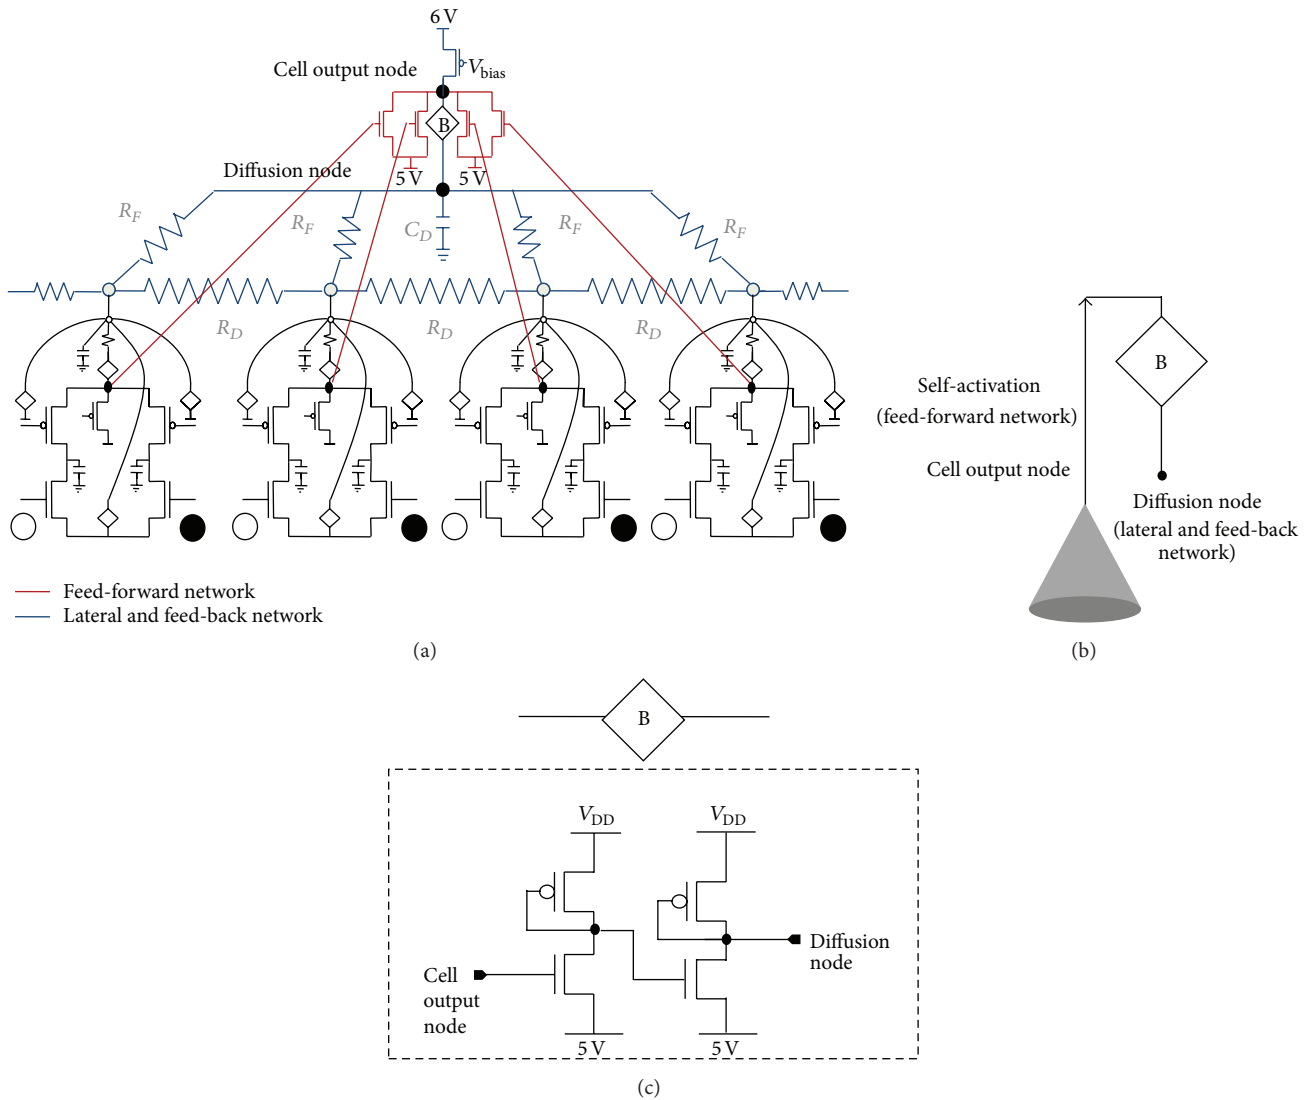 6 V
Cell output node
V_bias
B
Diffusion node
5 V
5 V
R_F
R_F
C_D
R_F
R_F
R_D
R_D
R_D
Feed-forward network
Lateral and feed-back network
(a)
B
Self-activation
(feed-forward network)
Cell output node
Diffusion node
(lateral and feed-back
network)
(b)
B
V_DD
V_DD
Cell
output
node
Diffusion
node
5 V
5 V
(c)